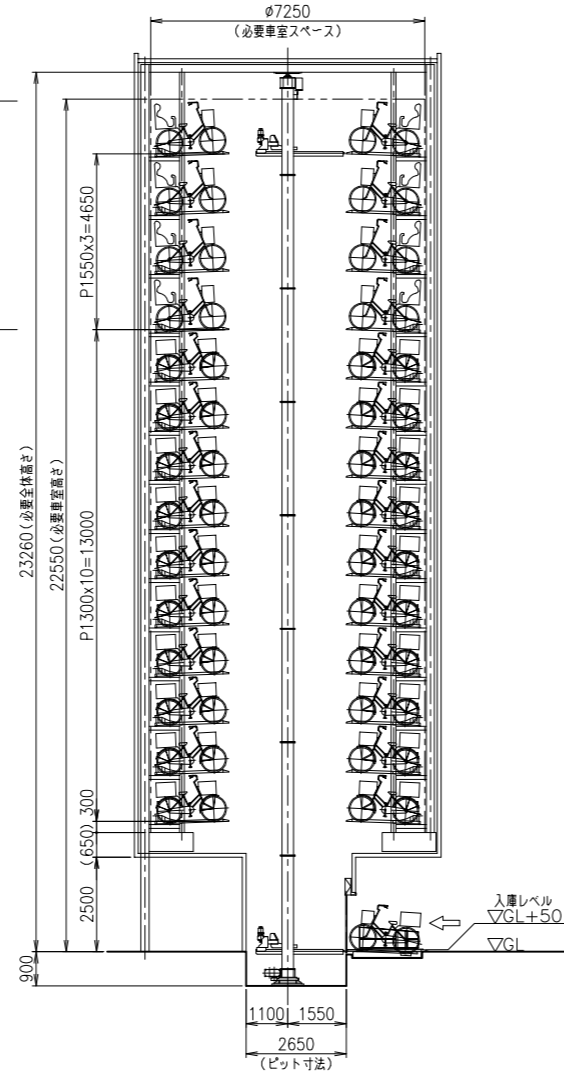 ø7250
(必要車室スペース)
P1550x3=4650
23260(必要全体高さ)
22550(必要車室高さ)
P1300x10=13000
300
(650)
2500
入庫レベル
▽GL+50
▽GL
900
1100
1550
2650
(ピット寸法)